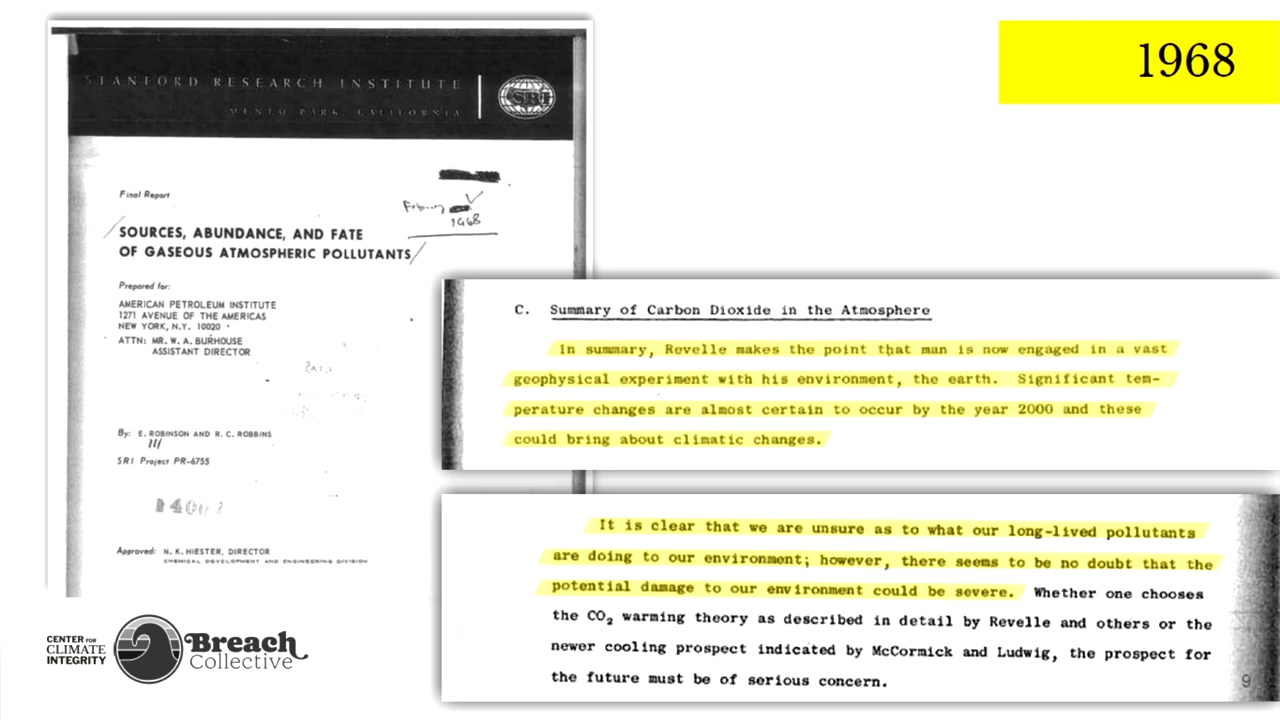 1968
STANFORD RESEARCH INSTITUTE
MENLO PARK, CALIFORNIA
SRI
Final Report
February
1968
SOURCES, ABUNDANCE, AND FATE
OF GASEOUS ATMOSPHERIC POLLUTANTS
Prepared for:
AMERICAN PETROLEUM INSTITUTE
1271 AVENUE OF THE AMERICAS
NEW YORK, N.Y. 10020
ATTN: MR. W. A. BURHOUSE
ASSISTANT DIRECTOR
By: E. ROBINSON AND R. C. ROBBINS
SRI Project PR-6755
Approved: N. K. HIESTER, DIRECTOR
CHEMICAL DEVELOPMENT AND ENGINEERING DIVISION
C. Summary of Carbon Dioxide in the Atmosphere
In summary, Revelle makes the point that man is now engaged in a vast
geophysical experiment with his environment, the earth. Significant tem-
perature changes are almost certain to occur by the year 2000 and these
could bring about climatic changes.
It is clear that we are unsure as to what our long-lived pollutants
are doing to our environment; however, there seems to be no doubt that the
potential damage to our environment could be severe. Whether one chooses
the CO₂ warming theory as described in detail by Revelle and others or the
newer cooling prospect indicated by McCormick and Ludwig, the prospect for
the future must be of serious concern.
9
CENTER FOR
CLIMATE
INTEGRITY
Breach
Collective